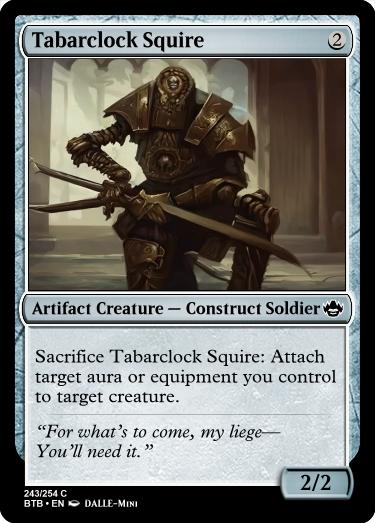 Tabarclock Squire 2
Artifact Creature — Construct Soldier
Sacrifice Tabarclock Squire: Attach
target aura or equipment you control
to target creature.
“For what's to come, my liege—
You'll need it.”
2/2
243/254 C
BTB • EN DALLE-Mini